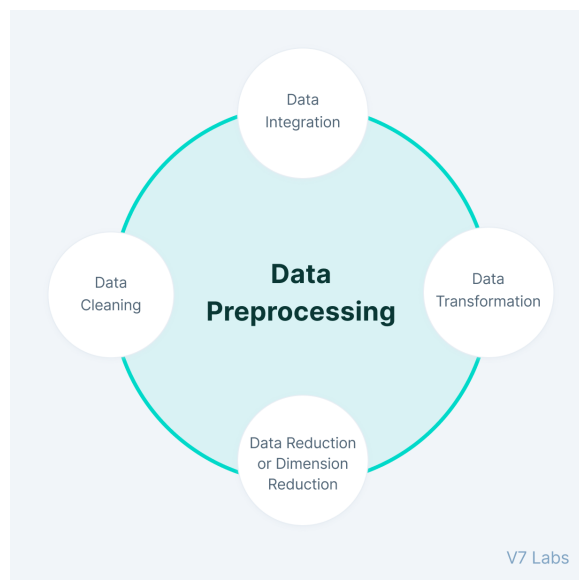 Data
Integration
Data
Cleaning
Data
Preprocessing
Data
Transformation
Data Reduction
or Dimension
Reduction
V7 Labs